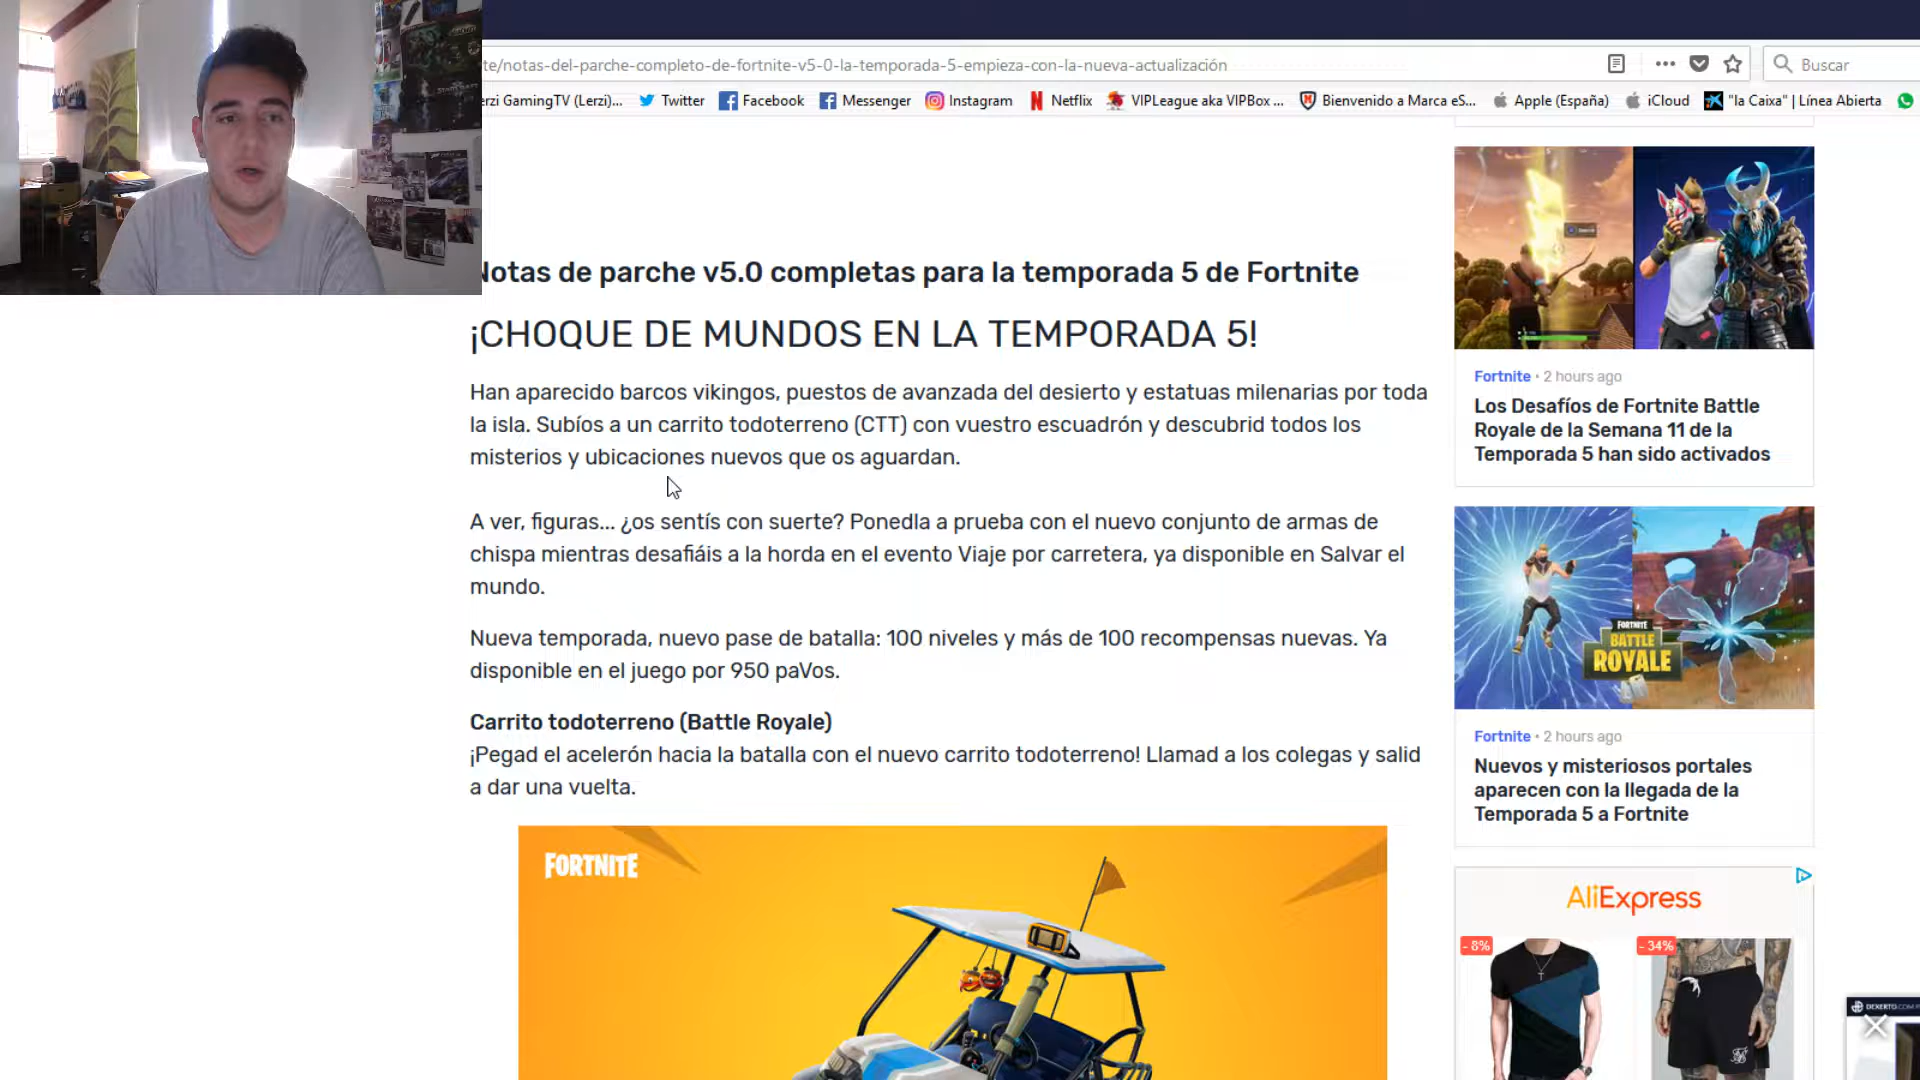 te/notas-del-parche-completo-de-fortnite-v5-0-la-temporada-5-empieza-con-la-nueva-actualización
Buscar
erzi GamingTV (Lerzi)...
Twitter
Facebook
Messenger
Instagram
Netflix
VIPLeague aka VIPBox ...
Bienvenido a Marca eS...
Apple (España)
iCloud
"la Caixa" | Línea Abierta
Notas de parche v5.0 completas para la temporada 5 de Fortnite
¡CHOQUE DE MUNDOS EN LA TEMPORADA 5!
Han aparecido barcos vikingos, puestos de avanzada del desierto y estatuas milenarias por toda
la isla. Subíos a un carrito todoterreno (CTT) con vuestro escuadrón y descubrid todos los
misterios y ubicaciones nuevos que os aguardan.
A ver, figuras... ¿os sentís con suerte? Ponedla a prueba con el nuevo conjunto de armas de
chispa mientras desafiáis a la horda en el evento Viaje por carretera, ya disponible en Salvar el
mundo.
Nueva temporada, nuevo pase de batalla: 100 niveles y más de 100 recompensas nuevas. Ya
disponible en el juego por 950 paVos.
Carrito todoterreno (Battle Royale)
¡Pegad el acelerón hacia la batalla con el nuevo carrito todoterreno! Llamad a los colegas y salid
a dar una vuelta.
FORTNITE
Fortnite • 2 hours ago
Los Desafíos de Fortnite Battle
Royale de la Semana 11 de la
Temporada 5 han sido activados
FORTNITE
BATTLE
ROYALE
Fortnite • 2 hours ago
Nuevos y misteriosos portales
aparecen con la llegada de la
Temporada 5 a Fortnite
AliExpress
- 8%
- 34%